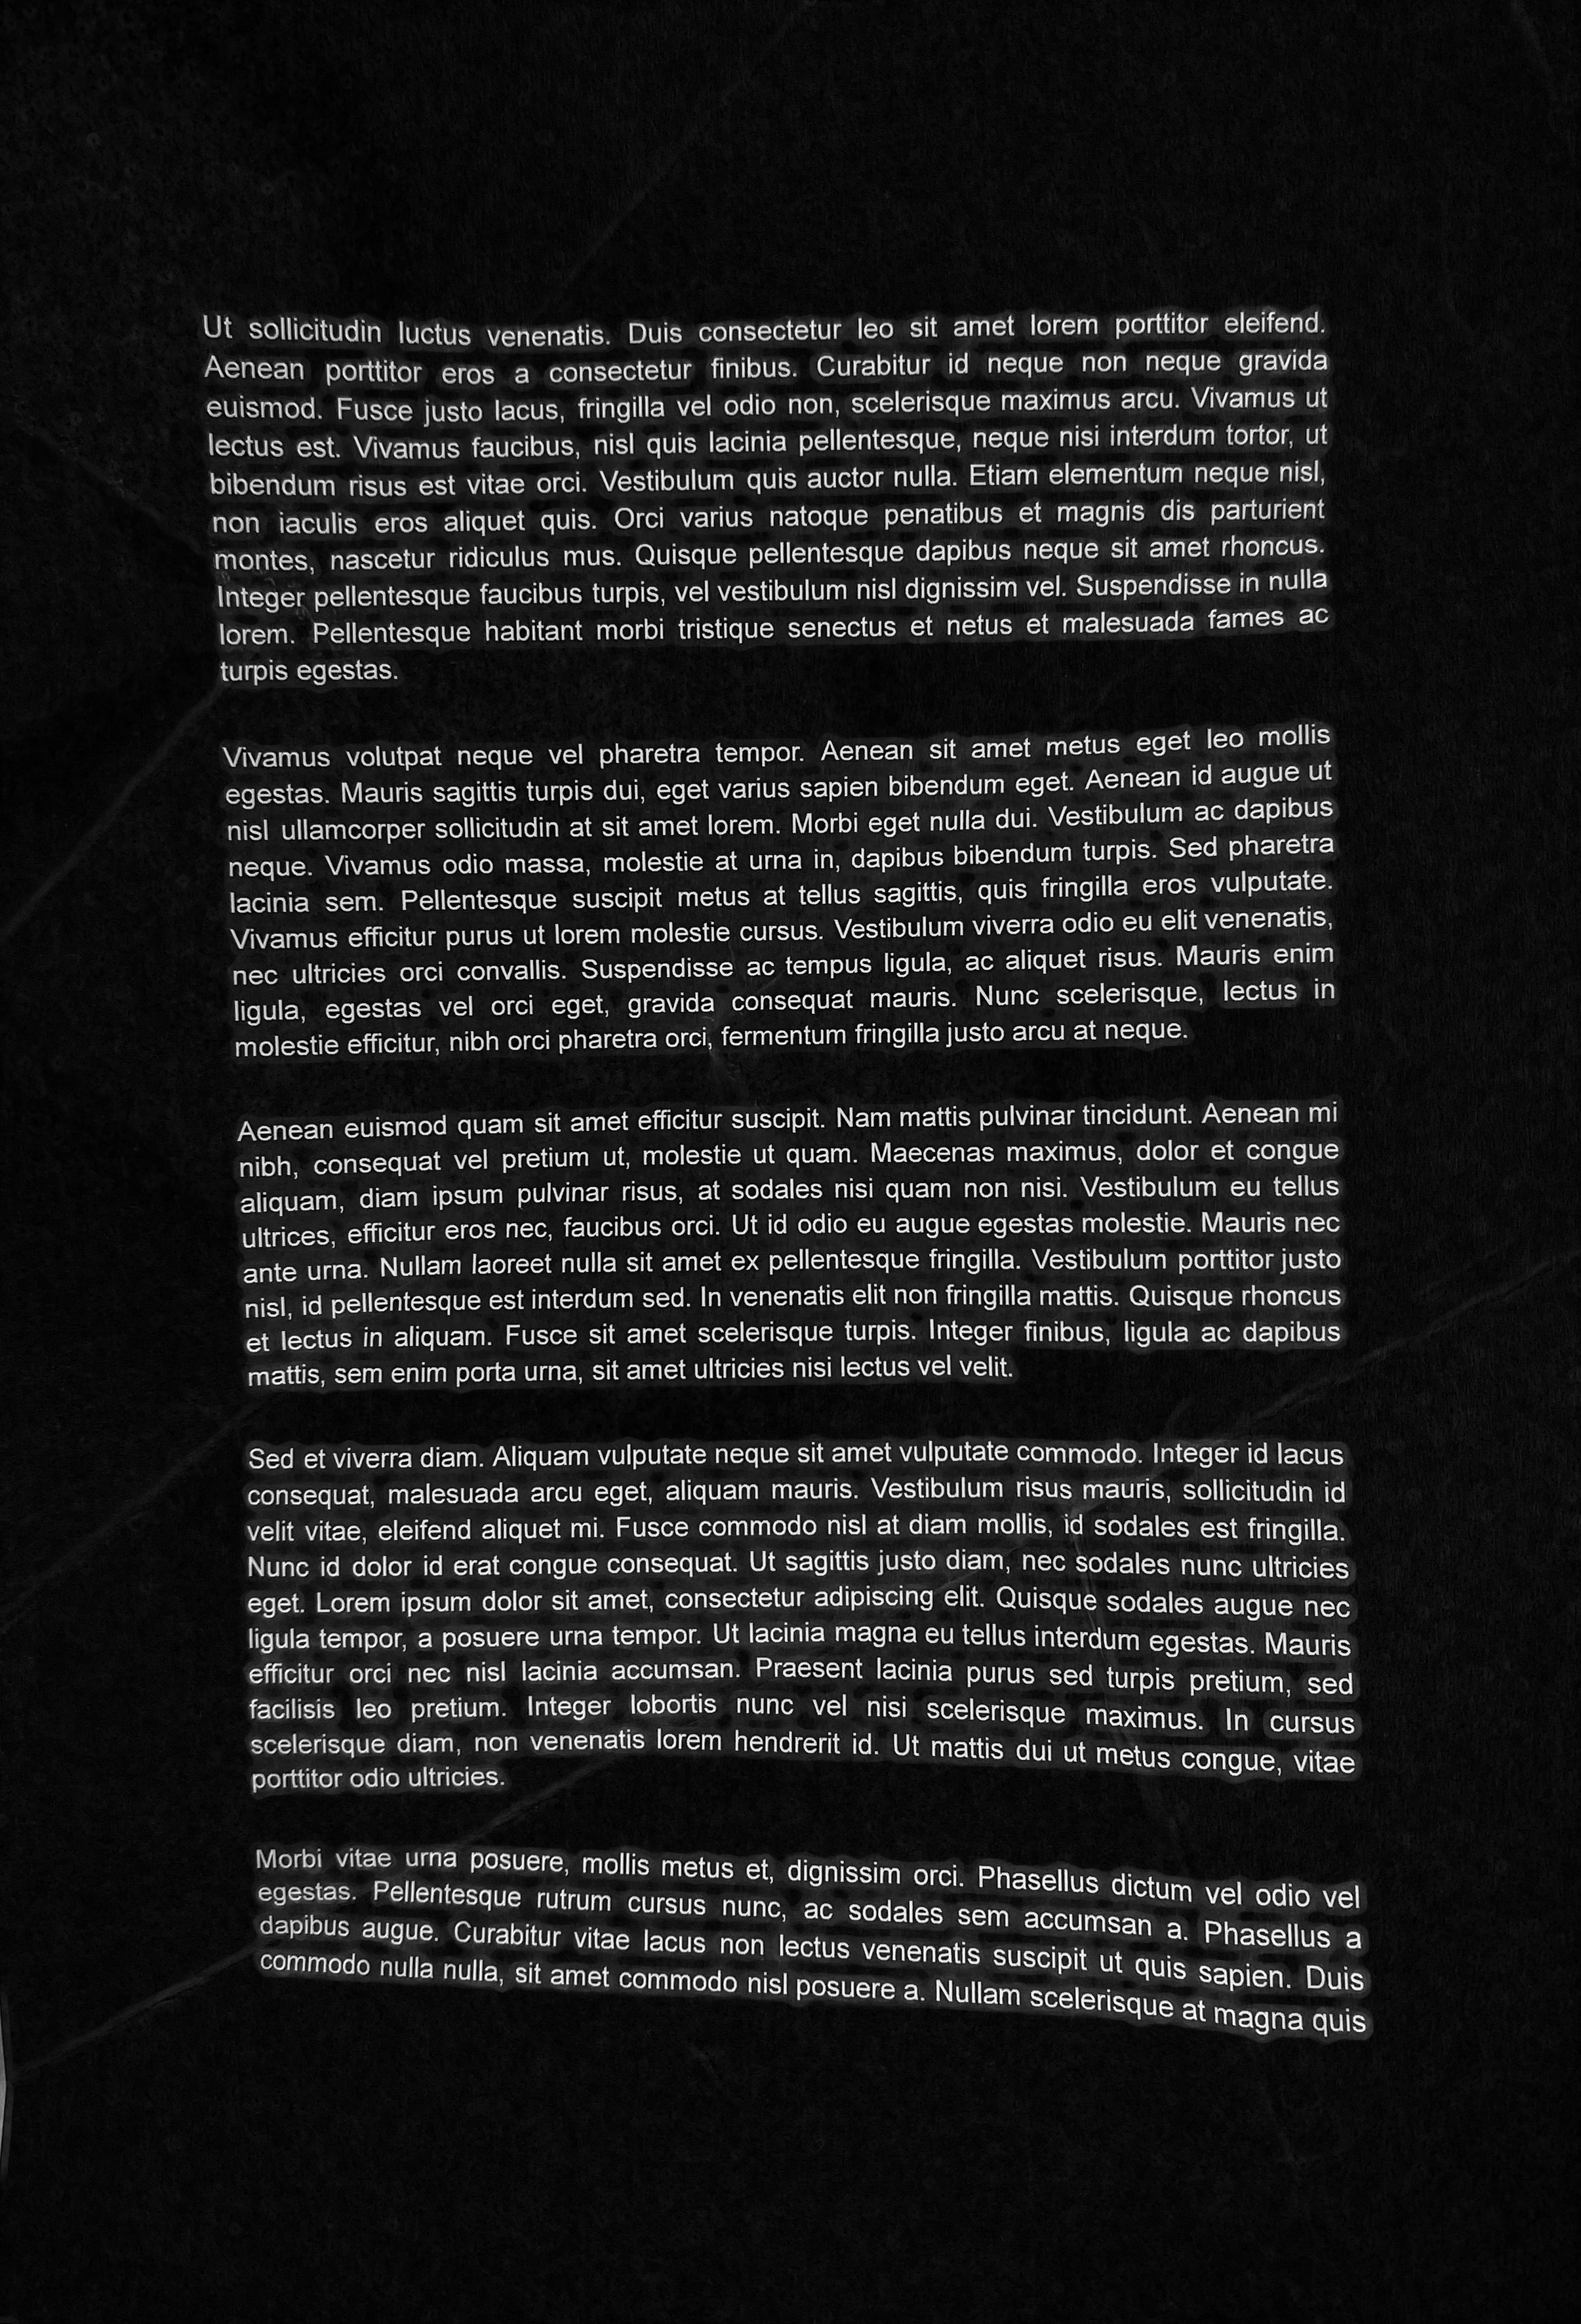 Ut sollicitudin luctus venenatis. Duis consectetur leo sit amet lorem porttitor eleifend.
Aenean porttitor eros a consectetur finibus. Curabitur id neque non neque gravida
euismod. Fusce justo lacus, fringilla vel odio non, scelerisque maximus arcu. Vivamus ut
lectus est. Vivamus faucibus, nisl quis lacinia pellentesque, neque nisi interdum tortor, ut
bibendum risus est vitae orci. Vestibulum quis auctor nulla. Etiam elementum neque nisl,
non iaculis eros aliquet quis. Orci varius natoque penatibus et magnis dis parturient
montes, nascetur ridiculus mus. Quisque pellentesque dapibus neque sit amet rhoncus.
Integer pellentesque faucibus turpis, vel vestibulum nisl dignissim vel. Suspendisse in nulla
lorem. Pellentesque habitant morbi tristique senectus et netus et malesuada fames ac
turpis egestas.
Vivamus volutpat neque vel pharetra tempor. Aenean sit amet metus eget leo mollis
egestas. Mauris sagittis turpis dui, eget varius sapien bibendum eget. Aenean id augue ut
nisl ullamcorper sollicitudin at sit amet lorem. Morbi eget nulla dui. Vestibulum ac dapibus
neque. Vivamus odio massa, molestie at urna in, dapibus bibendum turpis. Sed pharetra
lacinia sem. Pellentesque suscipit metus at tellus sagittis, quis fringilla eros vulputate.
Vivamus efficitur purus ut lorem molestie cursus. Vestibulum viverra odio eu elit venenatis,
nec ultricies orci convallis. Suspendisse ac tempus ligula, ac aliquet risus. Mauris enim
ligula, egestas vel orci eget, gravida consequat mauris. Nunc scelerisque, lectus in
molestie efficitur, nibh orci pharetra orci, fermentum fringilla justo arcu at neque.
Aenean euismod quam sit amet efficitur suscipit. Nam mattis pulvinar tincidunt. Aenean mi
nibh, consequat vel pretium ut, molestie ut quam. Maecenas maximus, dolor et congue
aliquam, diam ipsum pulvinar risus, at sodales nisi quam non nisi. Vestibulum eu tellus
ultrices, efficitur eros nec, faucibus orci. Ut id odio eu augue egestas molestie. Mauris nec
ante urna. Nullam laoreet nulla sit amet ex pellentesque fringilla. Vestibulum porttitor justo
nisl, id pellentesque est interdum sed. In venenatis elit non fringilla mattis. Quisque rhoncus
et lectus in aliquam. Fusce sit amet scelerisque turpis. Integer finibus, ligula ac dapibus
mattis, sem enim porta urna, sit amet ultricies nisi lectus vel velit.
Sed et viverra diam. Aliquam vulputate neque sit amet vulputate commodo. Integer id lacus
consequat, malesuada arcu eget, aliquam mauris. Vestibulum risus mauris, sollicitudin id
velit vitae, eleifend aliquet mi. Fusce commodo nisl at diam mollis, id sodales est fringilla.
Nunc id dolor id erat congue consequat. Ut sagittis justo diam, nec sodales nunc ultricies
eget. Lorem ipsum dolor sit amet, consectetur adipiscing elit. Quisque sodales augue nec
ligula tempor, a posuere urna tempor. Ut lacinia magna eu tellus interdum egestas. Mauris
efficitur orci nec nisl lacinia accumsan. Praesent lacinia purus sed turpis pretium, sed
facilisis leo pretium. Integer lobortis nunc vel nisi scelerisque maximus. In cursus
scelerisque diam, non venenatis lorem hendrerit id. Ut mattis dui ut metus congue, vitae
porttitor odio ultricies.
Morbi vitae urna posuere, mollis metus et, dignissim orci. Phasellus dictum vel odio vel
egestas. Pellentesque rutrum cursus nunc, ac sodales sem accumsan a. Phasellus a
dapibus augue. Curabitur vitae lacus non lectus venenatis suscipit ut quis sapien. Duis
commodo nulla nulla, sit amet commodo nisl posuere a. Nullam scelerisque at magna quis